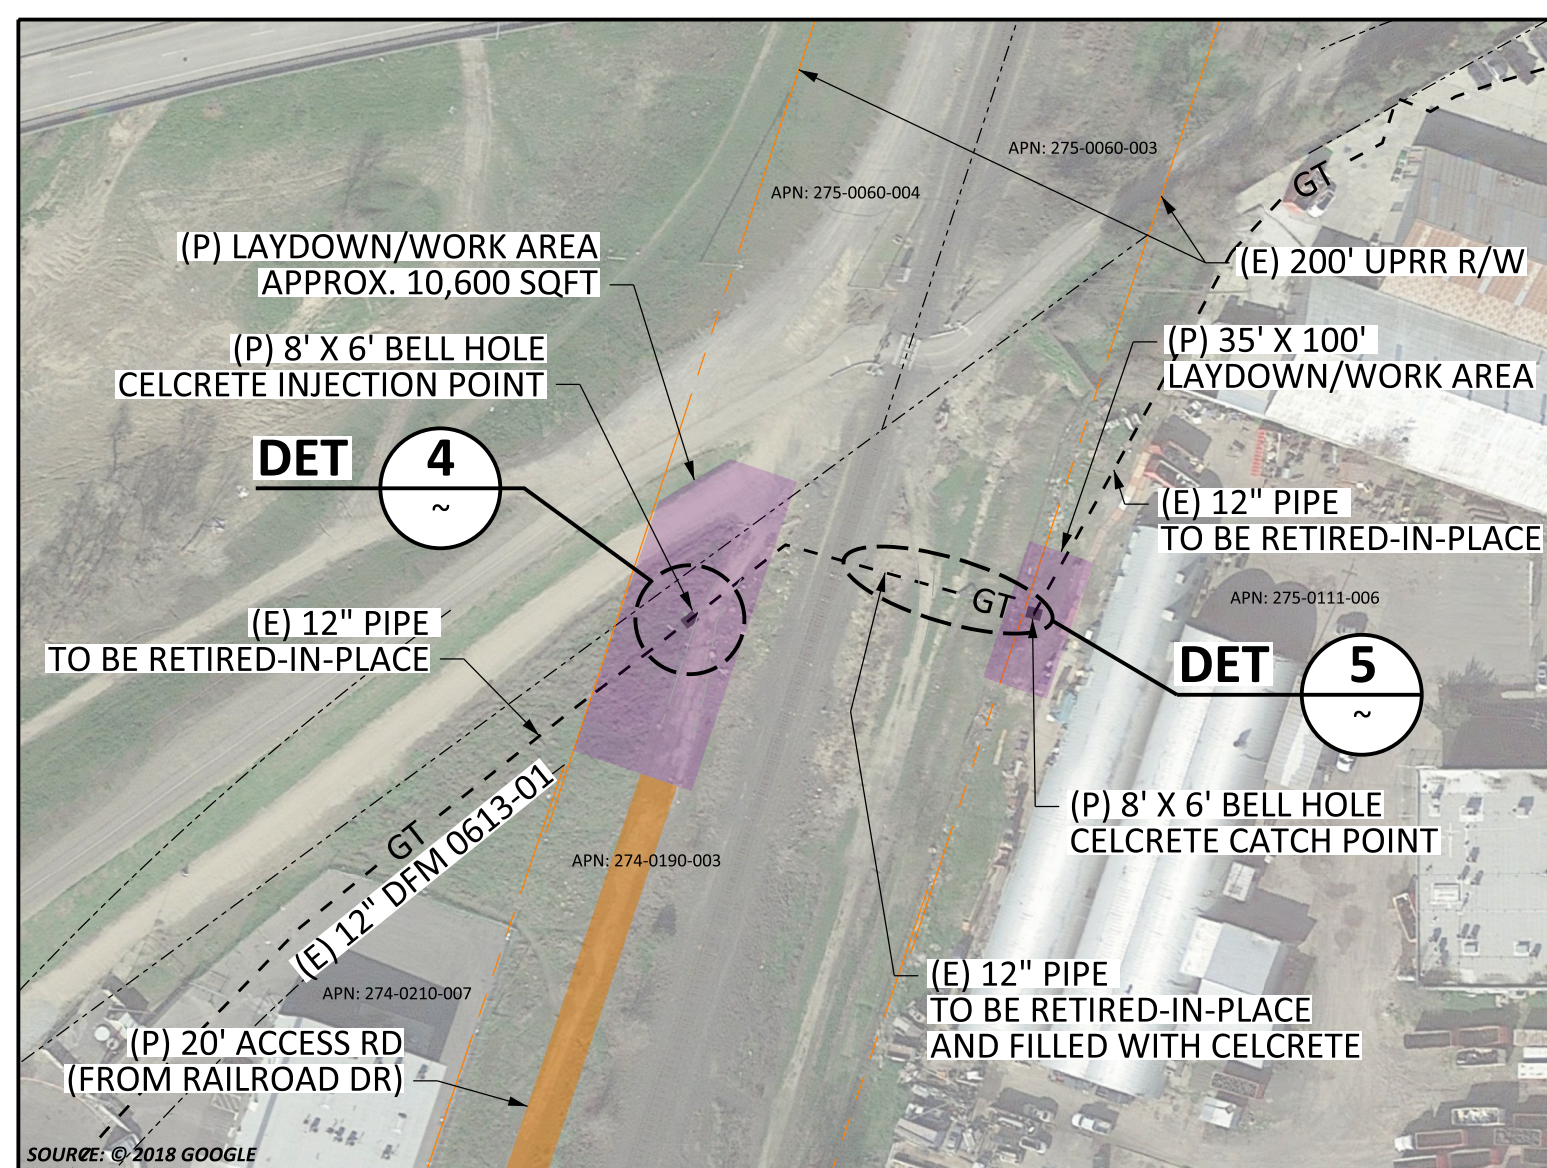 APN: 275-0060-003
GT
APN: 275-0060-004
(P) LAYDOWN/WORK AREA
APPROX. 10,600 SQFT
(E) 200' UPRR R/W
(P) 8' X 6' BELL HOLE
CELCRETE INJECTION POINT
(P) 35' X 100'
LAYDOWN/WORK AREA
DET
4
~
(E) 12" PIPE
TO BE RETIRED-IN-PLACE
GT
APN: 275-0111-006
(E) 12" PIPE
TO BE RETIRED-IN-PLACE
DET
5
~
GT
(E) 12" DFM 0613-01
(P) 8' X 6' BELL HOLE
CELCRETE CATCH POINT
APN: 274-0190-003
APN: 274-0210-007
(E) 12" PIPE
TO BE RETIRED-IN-PLACE
AND FILLED WITH CELCRETE
(P) 20' ACCESS RD
(FROM RAILROAD DR)
SOURCE: © 2018 GOOGLE